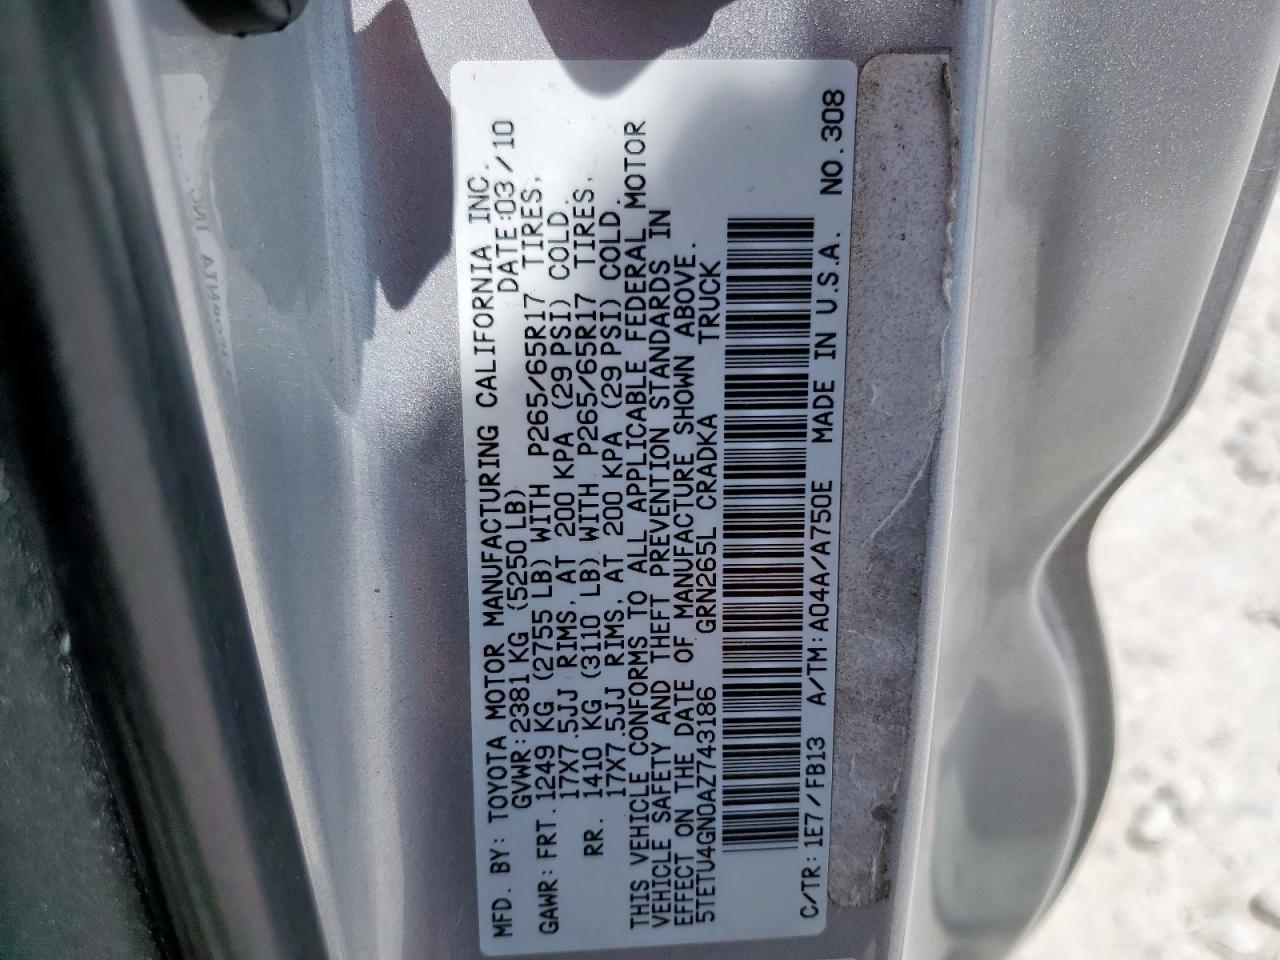 MFD. BY: TOYOTA MOTOR MANUFACTURING CALIFORNIA INC.
GVWR: 2381 KG (5250 LB) DATE: 03/10
GAWR: FRT. 1249 KG (2755 LB) WITH P265/65R17 TIRES,
17X7.5JJ RIMS, AT 200 KPA (29 PSI) COLD.
RR. 1410 KG (3110 LB) WITH P265/65R17 TIRES,
17X7.5JJ RIMS AT 200 KPA (29 PSI) COLD.
THIS VEHICLE CONFORMS TO ALL APPLICABLE FEDERAL MOTOR
VEHICLE SAFETY AND THEFT PREVENTION STANDARDS IN
EFFECT ON THE DATE OF MANUFACTURE SHOWN ABOVE.
5TETU4GN0AZ743186 GRN265L CRADKA TRUCK
C/TR: 1E7/FB13 A/TM: A04A/A750E MADE IN U.S.A. NO.308